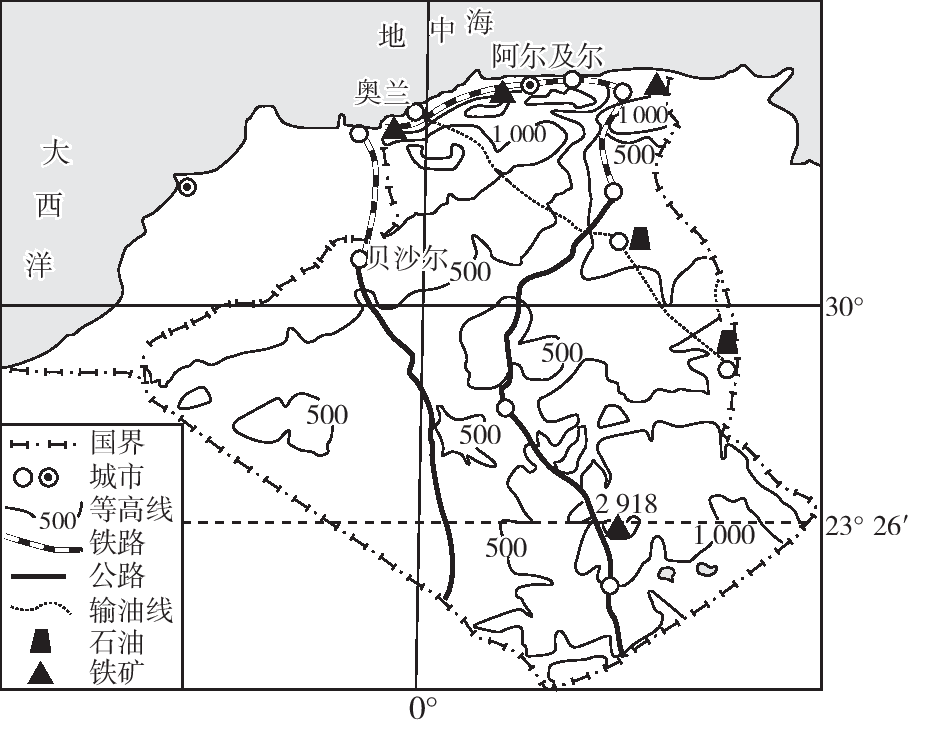 地中海
阿尔及尔
奥兰
1 000
1 000
大西洋
500
贝沙尔
500
30°
500
500
500
国界
城市
500
等高线
2 918
23° 26′
1 000
500
铁路
公路
输油线
石油
铁矿
0°